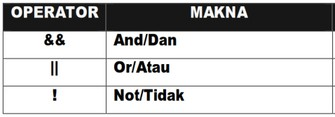 OPERATOR MAKNA
&& And/Dan
|| Or/Atau
! Not/Tidak